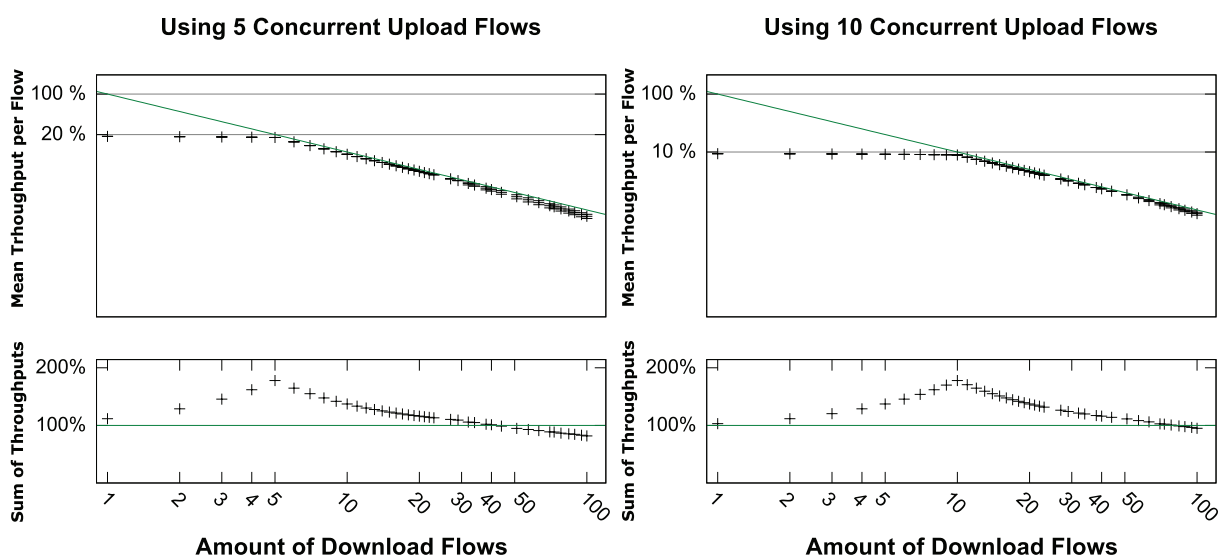 Using 5 Concurrent Upload Flows
Mean Trhoughput per Flow
100 %
20 %
Sum of Throughputs
200%
100%
1 2 3 4 5 10 20 30 40 50 100
Amount of Download Flows
Using 10 Concurrent Upload Flows
Mean Trhoughput per Flow
100 %
10 %
Sum of Throughputs
200%
100%
1 2 3 4 5 10 20 30 40 50 100
Amount of Download Flows